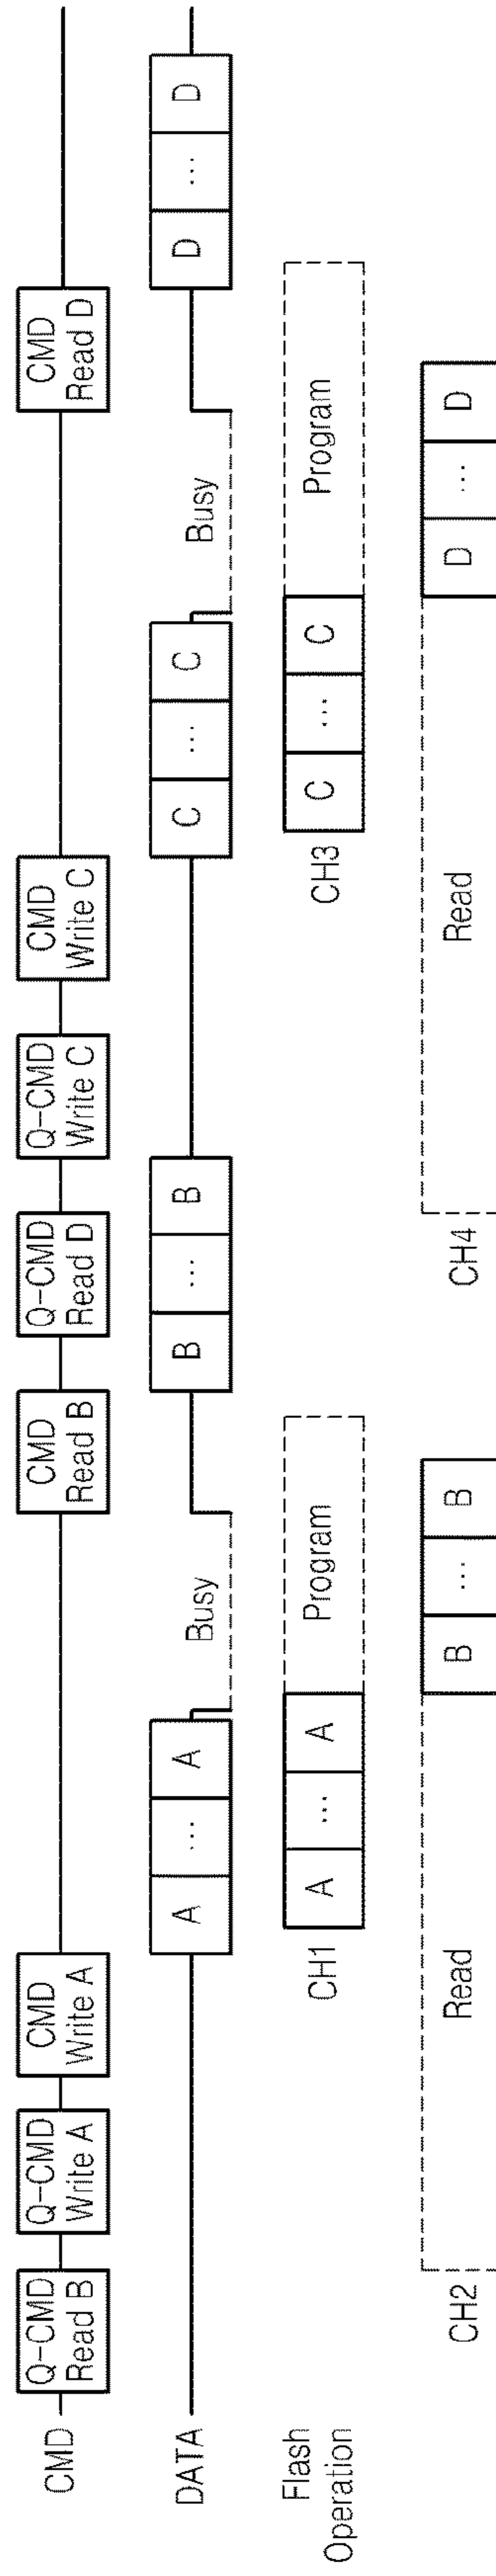 CMD
Q-CMD
Read B
Q-CMD
Write A
CMD
Write A
CMD
Read B
Q-CMD
Read D
Q-CMD
Write C
CMD
Write C
CMD
Read D
DATA
A
...
A
Busy
B
...
B
C
...
C
Busy
D
...
D
Flash
Operation
CH1
A
...
A
Program
CH3
C
...
C
Program
CH2
Read
B
...
B
CH4
Read
D
...
D